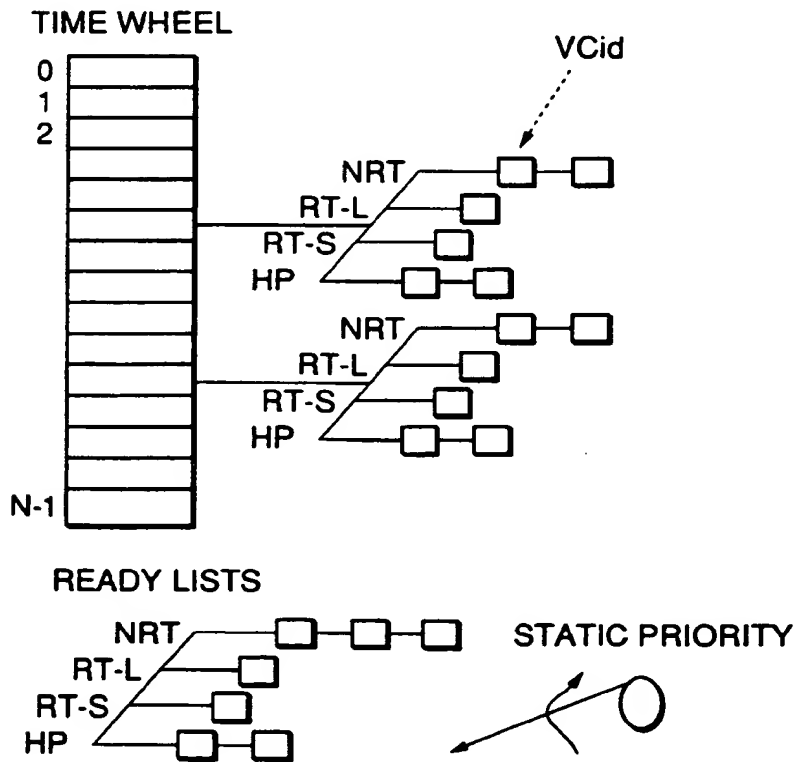 TIME WHEEL
VCid
0
1
2
NRT
RT-L
RT-S
HP
NRT
RT-L
RT-S
HP
N-1
READY LISTS
NRT
STATIC PRIORITY
RT-L
RT-S
HP